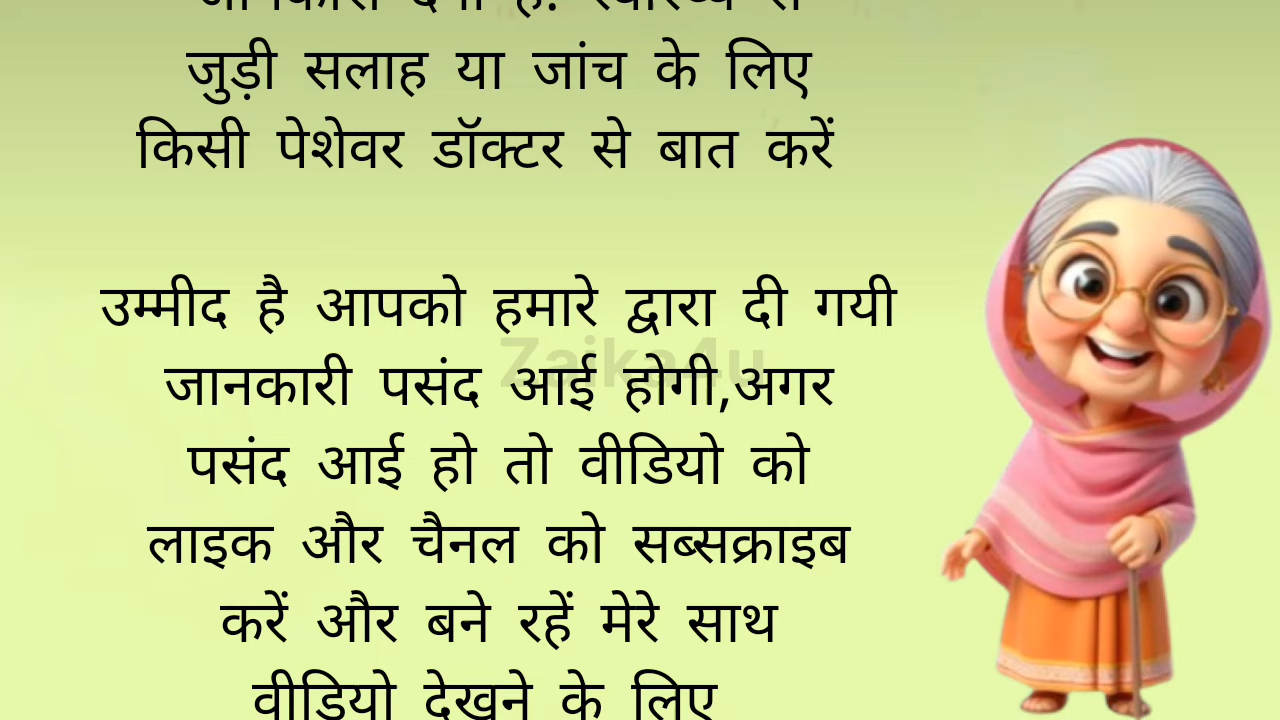 जुड़ी सलाह या जांच के लिए
किसी पेशेवर डॉक्टर से बात करें
उम्मीद है आपको हमारे द्वारा दी गयी
जानकारी पसंद आई होगी,अगर
Zaika4u
पसंद आई हो तो वीडियो को
लाइक और चैनल को सब्सक्राइब
करें और बने रहें मेरे साथ
वीडियो देखने के लिए